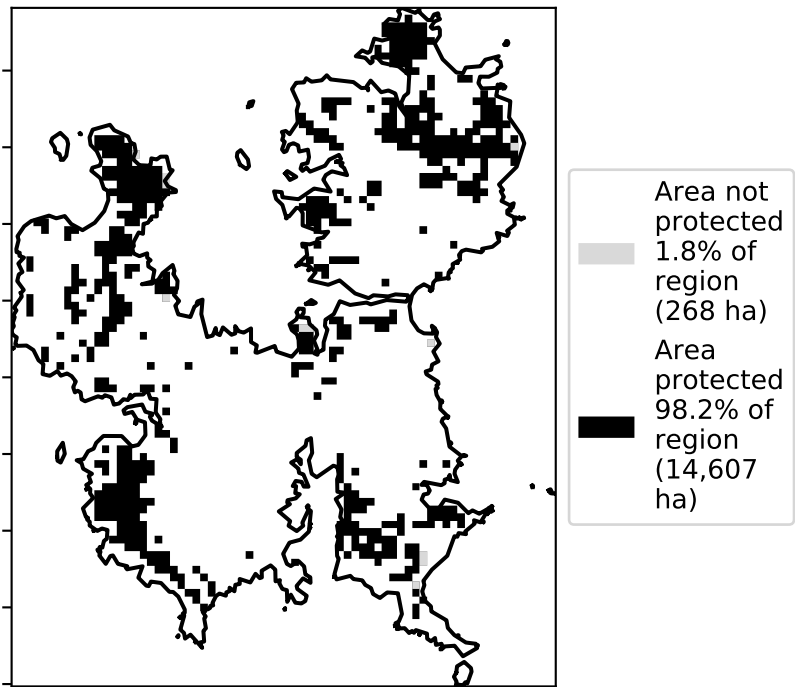 Area not
protected
1.8% of
region
(268 ha)
Area
protected
98.2% of
region
(14,607
ha)